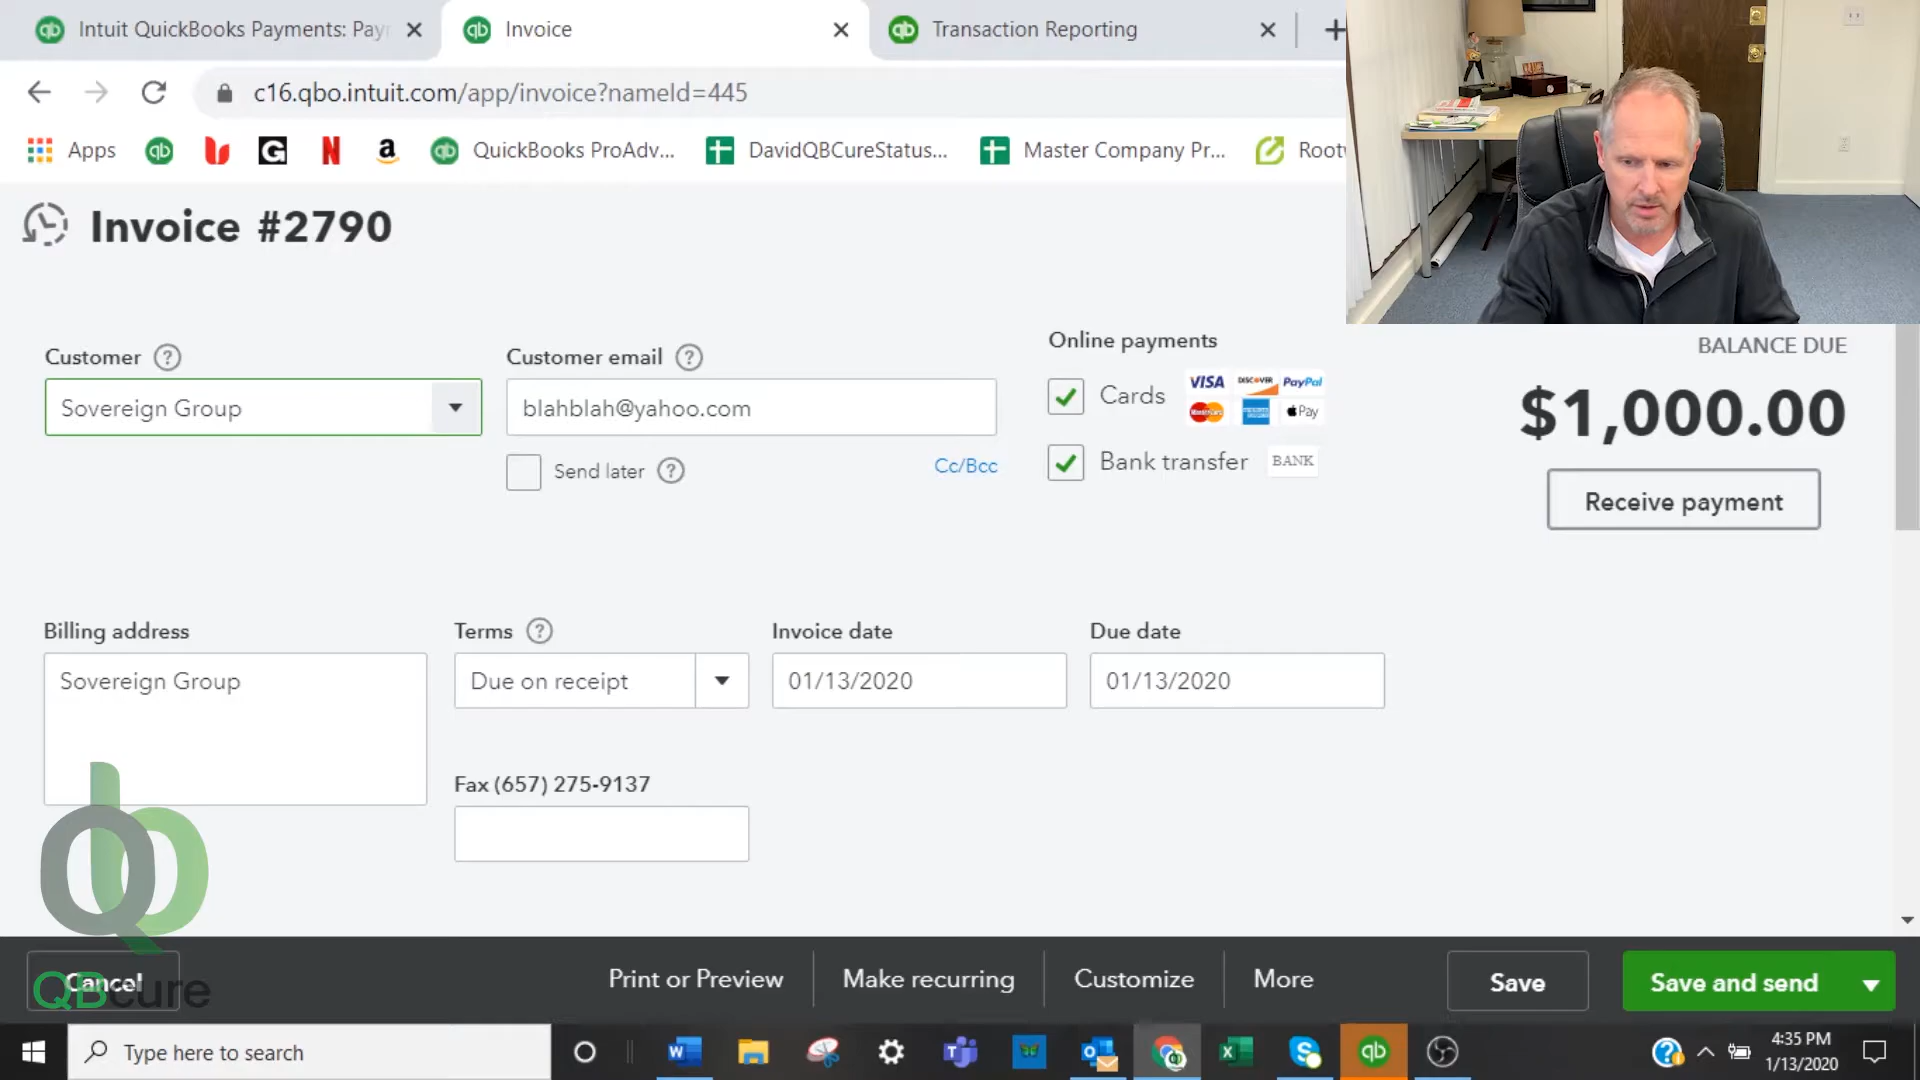 Intuit QuickBooks Payments: Pay
Invoice
Transaction Reporting
c16.qbo.intuit.com/app/invoice?nameId=445
Apps
qb
G
N
a
QuickBooks ProAdv...
DavidQBCureStatus...
Master Company Pr...
Invoice #2790
Customer ?
Sovereign Group
Customer email ?
blahblah@yahoo.com
Send later ?
Cc/Bcc
Online payments
Cards
VISA DISCOVER PayPal
MasterCard Pay
Bank transfer BANK
BALANCE DUE
$1,000.00
Receive payment
Billing address
Sovereign Group
Terms ?
Due on receipt
Invoice date
01/13/2020
Due date
01/13/2020
Fax (657) 275-9137
Cancel
QBcure
Print or Preview
Make recurring
Customize
More
Save
Save and send
Type here to search
4:35 PM
1/13/2020